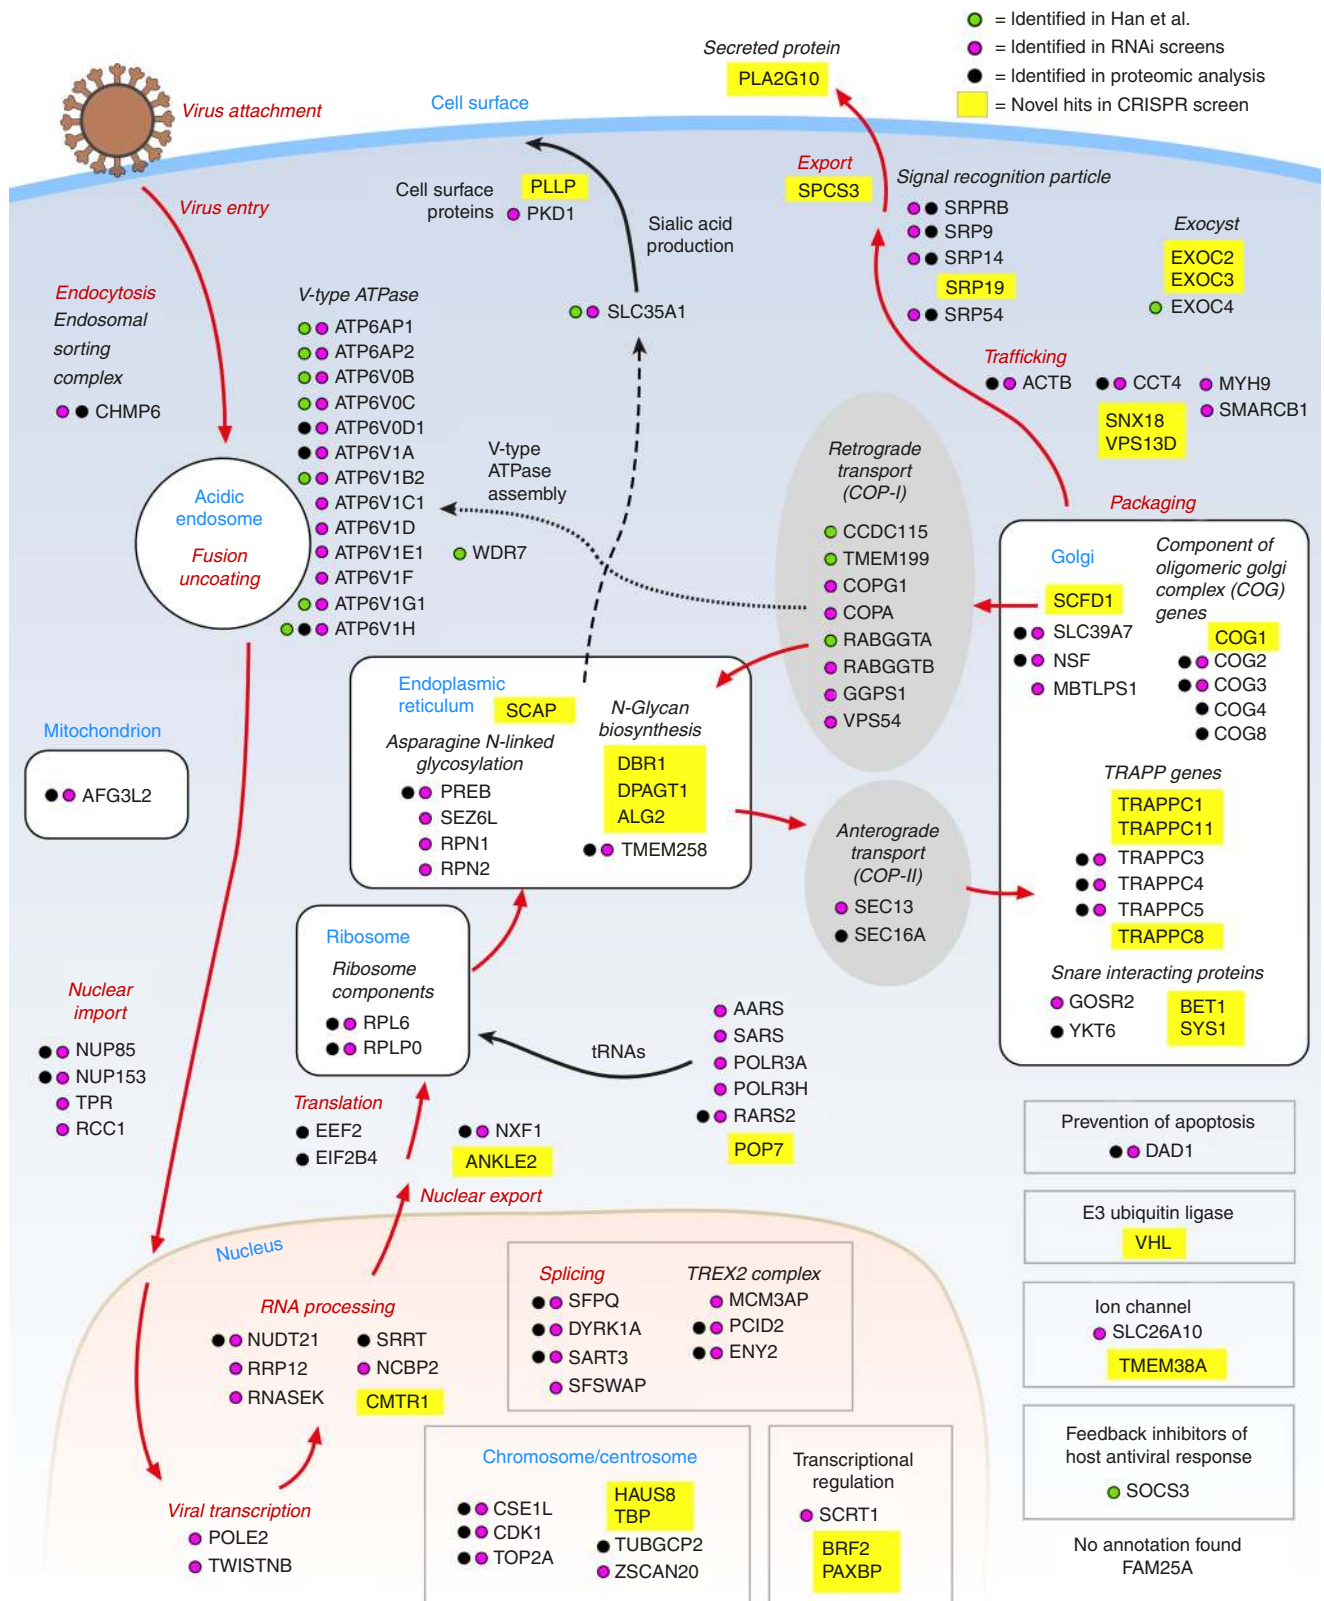 = Identified in Han et al.
= Identified in RNAi screens
= Identified in proteomic analysis
= Novel hits in CRISPR screen
Secreted protein
PLA2G10
Virus attachment
Cell surface
Export
SPCS3
Signal recognition particle
SRPRB
SRP9
SRP14
SRP19
SRP54
Exocyst
EXOC2
EXOC3
EXOC4
Cell surface
proteins
PLLP
PKD1
Sialic acid
production
SLC35A1
Virus entry
Endocytosis
Endosomal
sorting
complex
CHMP6
V-type ATPase
ATP6AP1
ATP6AP2
ATP6V0B
ATP6V0C
ATP6V0D1
ATP6V1A
ATP6V1B2
ATP6V1C1
ATP6V1D
ATP6V1E1
ATP6V1F
ATP6V1G1
ATP6V1H
Acidic
endosome
Fusion
uncoating
V-type
ATPase
assembly
WDR7
Trafficking
ACTB
CCT4
MYH9
SMARCB1
SNX18
VPS13D
Retrograde
transport
(COP-I)
CCDC115
TMEM199
COPG1
COPA
RABGGTA
RABGGTB
GGPS1
VPS54
Packaging
Golgi
SCFD1
SLC39A7
NSF
MBTLPS1
Component of
oligomeric golgi
complex (COG)
genes
COG1
COG2
COG3
COG4
COG8
TRAPP genes
TRAPPC1
TRAPPC11
TRAPPC3
TRAPPC4
TRAPPC5
TRAPPC8
Snare interacting proteins
GOSR2
YKT6
BET1
SYS1
Endoplasmic
reticulum
SCAP
Asparagine N-linked
glycosylation
PREB
SEZ6L
RPN1
RPN2
N-Glycan
biosynthesis
DBR1
DPAGT1
ALG2
TMEM258
Anterograde
transport
(COP-II)
SEC13
SEC16A
Mitochondrion
AFG3L2
Ribosome
Ribosome
components
RPL6
RPLP0
tRNAs
AARS
SARS
POLR3A
POLR3H
RARS2
POP7
Nuclear
import
NUP85
NUP153
TPR
RCC1
Translation
EEF2
EIF2B4
NXF1
ANKLE2
Nuclear export
Nucleus
RNA processing
NUDT21
RRP12
RNASEK
SRRT
NCBP2
CMTR1
Splicing
SFPQ
DYRK1A
SART3
SFSWAP
TREX2 complex
MCM3AP
PCID2
ENY2
Viral transcription
POLE2
TWISTNB
Chromosome/centrosome
CSE1L
CDK1
TOP2A
HAUS8
TBP
TUBGCP2
ZSCAN20
Transcriptional
regulation
SCRT1
BRF2
PAXBP
Prevention of apoptosis
DAD1
E3 ubiquitin ligase
VHL
Ion channel
SLC26A10
TMEM38A
Feedback inhibitors of
host antiviral response
SOCS3
No annotation found
FAM25A